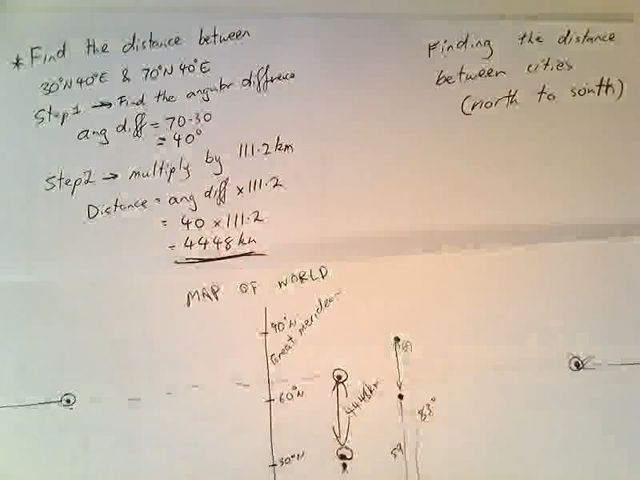 * Find the distance between
30°N 40°E & 70°N 40°E
Step1 → Find the angular difference
ang diff = 70-30
= 40°
Step2 → multiply by 111.2 km
Distance = ang diff × 111.2
= 40 × 111.2
= 4448 km
Finding the distance
between cities
(north to south)
MAP OF WORLD
90°N
Great meridean
60°N
4448km
83°
30°N